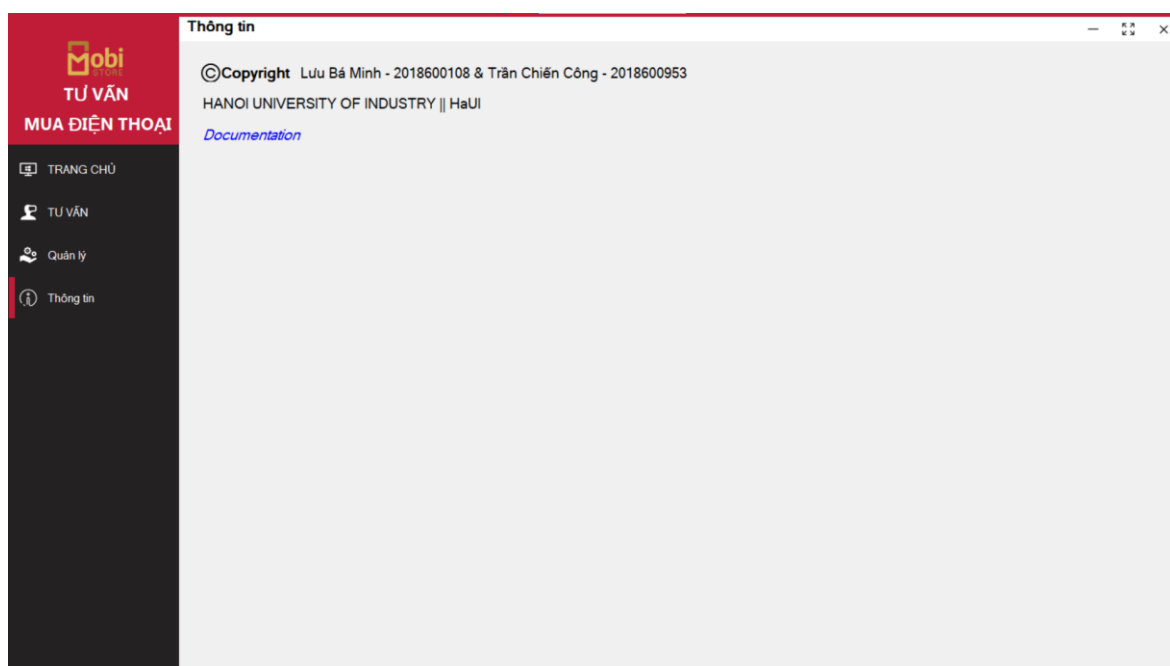 Mobi
STORE
TƯ VẤN
MUA ĐIỆN THOẠI
TRANG CHỦ
TƯ VẤN
Quản lý
Thông tin
Thông tin
©Copyright Lưu Bá Minh - 2018600108 & Trần Chiến Công - 2018600953
HANOI UNIVERSITY OF INDUSTRY || HaUI
Documentation